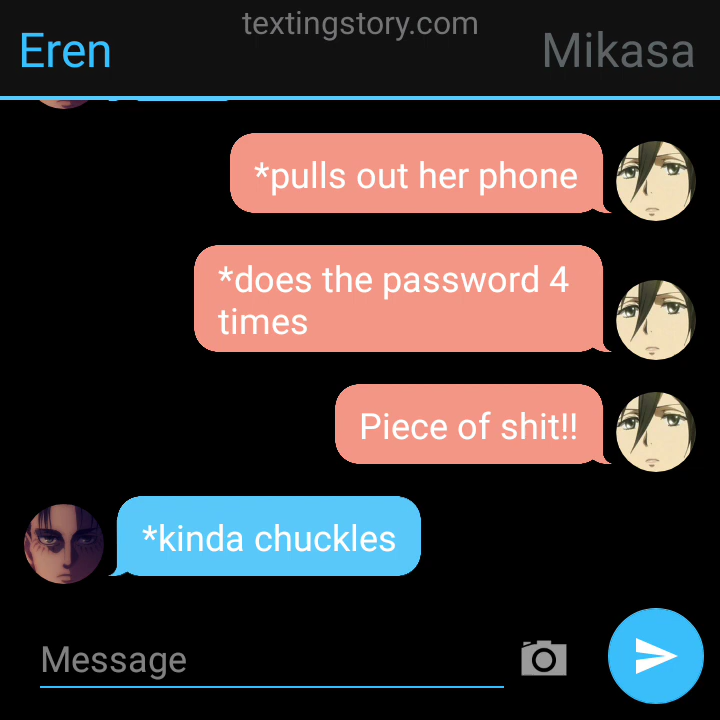 textingstory.com
Eren
Mikasa
*pulls out her phone
*does the password 4
times
Piece of shit!!
*kinda chuckles
Message